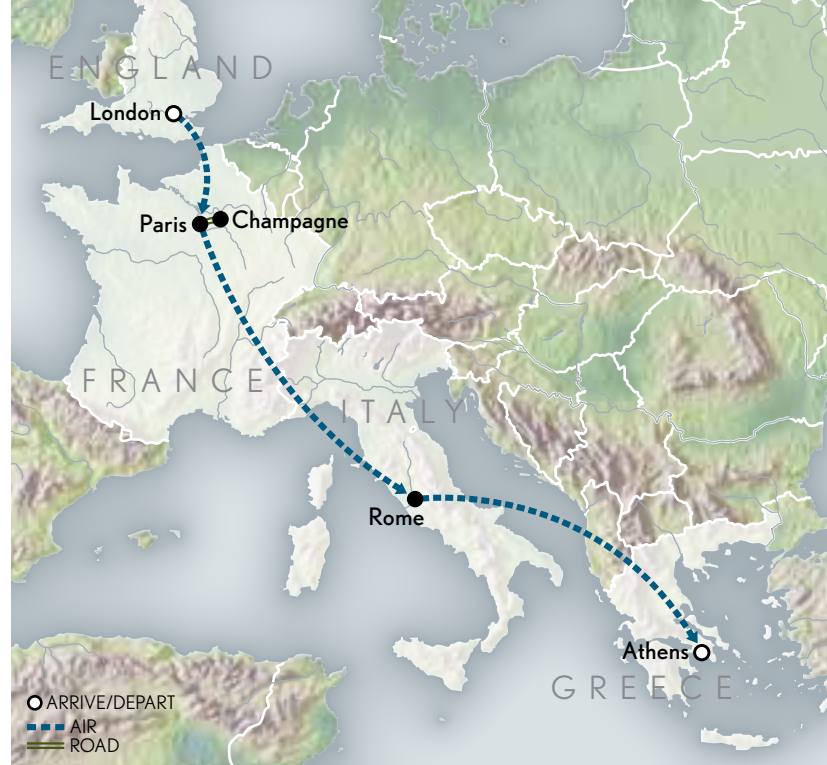 ENGLAND
London
Paris
Champagne
FRANCE
ITALY
Rome
Athens
GREECE
ARRIVE/DEPART
AIR
ROAD